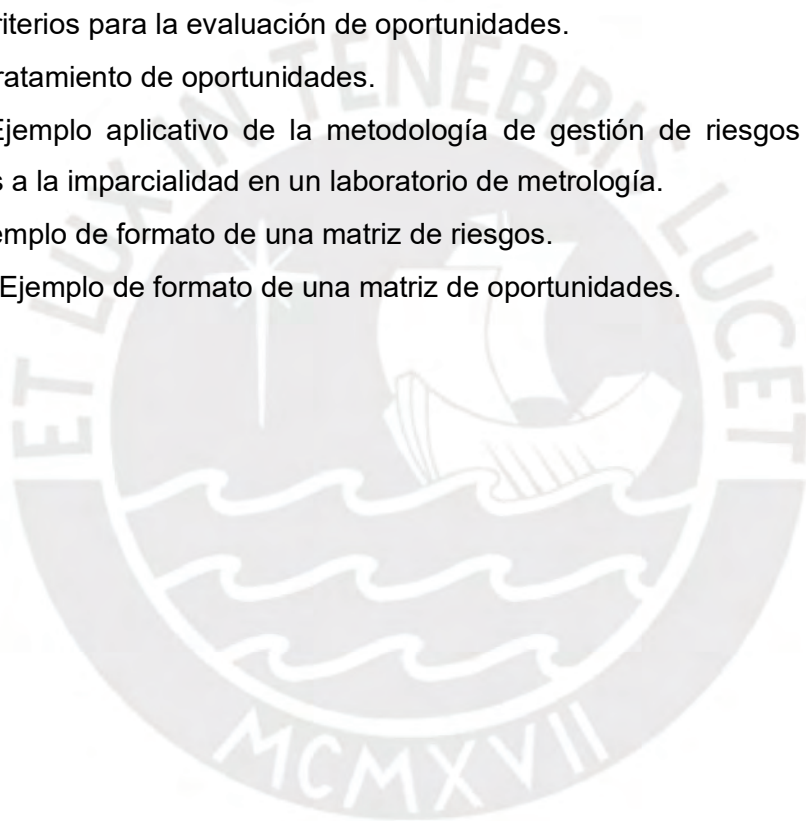 riterios para la evaluación de oportunidades.
ratamiento de oportunidades.
jemplo aplicativo de la metodología de gestión de riesgos
s a la imparcialidad en un laboratorio de metrología.
emplo de formato de una matriz de riesgos.
Ejemplo de formato de una matriz de oportunidades.
ET LUX IN TENEBRIS LUCET
MCMXVII